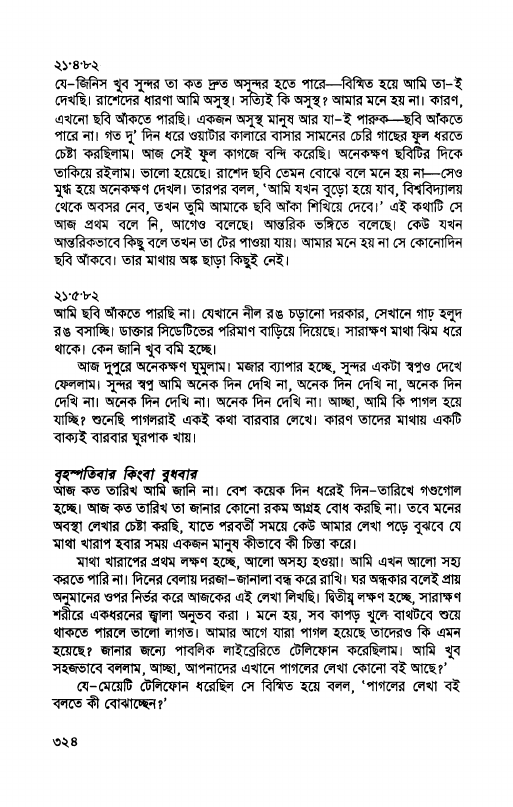 ২১·৪·৮২
যে-জিনিস খুব সুন্দর তা কত দ্রুত অসুন্দর হতে পারে—বিস্মিত হয়ে আমি তা-ই
দেখছি। রাশেদের ধারণা আমি অসুস্থ। সত্যিই কি অসুস্থ? আমার মনে হয় না। কারণ,
এখনো ছবি আঁকতে পারছি। একজন অসুস্থ মানুষ আর যা-ই পারুক—ছবি আঁকতে
পারে না। গত দু’ দিন ধরে ওয়াটার কালারে বাসার সামনের চেরি গাছের ফুল ধরতে
চেষ্টা করছিলাম। আজ সেই ফুল কাগজে বন্দি করেছি। অনেকক্ষণ ছবিটির দিকে
তাকিয়ে রইলাম। ভালো হয়েছে। রাশেদ ছবি তেমন বোঝে বলে মনে হয় না—সেও
মুগ্ধ হয়ে অনেকক্ষণ দেখল। তারপর বলল, ‘আমি যখন বুড়ো হয়ে যাব, বিশ্ববিদ্যালয়
থেকে অবসর নেব, তখন তুমি আমাকে ছবি আঁকা শিখিয়ে দেবে।’ এই কথাটি সে
আজ প্রথম বলে নি, আগেও বলেছে। আন্তরিক ভঙ্গিতে বলেছে। কেউ যখন
আন্তরিকভাবে কিছু বলে তখন তা টের পাওয়া যায়। আমার মনে হয় না সে কোনোদিন
ছবি আঁকবে। তার মাথায় অঙ্ক ছাড়া কিছুই নেই।
২১·৫·৮২
আমি ছবি আঁকতে পারছি না। যেখানে নীল রঙ চড়ানো দরকার, সেখানে গাঢ় হলুদ
রঙ বসাচ্ছি। ডাক্তার সিডেটিভের পরিমাণ বাড়িয়ে দিয়েছে। সারাক্ষণ মাথা ঝিম ধরে
থাকে। কেন জানি খুব বমি হচ্ছে।
আজ দুপুরে অনেকক্ষণ ঘুমুলাম। মজার ব্যাপার হচ্ছে, সুন্দর একটা স্বপ্নও দেখে
ফেললাম। সুন্দর স্বপ্ন আমি অনেক দিন দেখি না, অনেক দিন দেখি না, অনেক দিন
দেখি না। অনেক দিন দেখি না। অনেক দিন দেখি না। আচ্ছা, আমি কি পাগল হয়ে
যাচ্ছি? শুনেছি পাগলরাই একই কথা বারবার লেখে। কারণ তাদের মাথায় একটি
বাক্যই বারবার ঘুরপাক খায়।
বৃহস্পতিবার কিংবা বুধবার
আজ কত তারিখ আমি জানি না। বেশ কয়েক দিন ধরেই দিন-তারিখে গণ্ডগোল
হচ্ছে। আজ কত তারিখ তা জানার কোনো রকম আগ্রহ বোধ করছি না। তবে মনের
অবস্থা লেখার চেষ্টা করছি, যাতে পরবর্তী সময়ে কেউ আমার লেখা পড়ে বুঝবে যে
মাথা খারাপ হবার সময় একজন মানুষ কীভাবে কী চিন্তা করে।
মাথা খারাপের প্রথম লক্ষণ হচ্ছে, আলো অসহ্য হওয়া। আমি এখন আলো সহ্য
করতে পারি না। দিনের বেলায় দরজা-জানালা বন্ধ করে রাখি। ঘর অন্ধকার বলেই প্রায়
অনুমানের ওপর নির্ভর করে আজকের এই লেখা লিখছি। দ্বিতীয় লক্ষণ হচ্ছে, সারাক্ষণ
শরীরে একধরনের জ্বালা অনুভব করা । মনে হয়, সব কাপড় খুলে বাথটবে শুয়ে
থাকতে পারলে ভালো লাগত। আমার আগে যারা পাগল হয়েছে তাদেরও কি এমন
হয়েছে? জানার জন্যে পাবলিক লাইব্রেরিতে টেলিফোন করেছিলাম। আমি খুব
সহজভাবে বললাম, আচ্ছা, আপনাদের এখানে পাগলের লেখা কোনো বই আছে?’
যে-মেয়েটি টেলিফোন ধরেছিল সে বিস্মিত হয়ে বলল, ‘পাগলের লেখা বই
বলতে কী বোঝাচ্ছেন?’
৩২৪